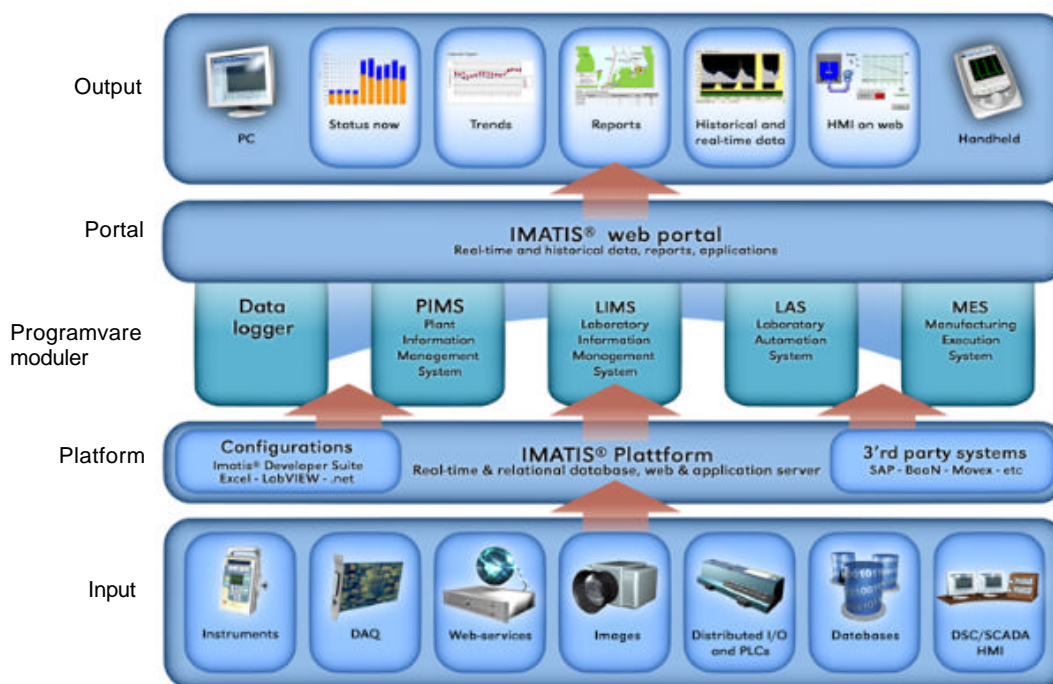 Output
PC
Status now
Trends
Reports
Historical and
real-time data
HMI on web
Handheld
Portal
IMATIS® web portal
Real-time and historical data, reports, applications
Programvare
moduler
Data
logger
PIMS
Plant
Information
Management
System
LIMS
Laboratory
Information
Management
System
LAS
Laboratory
Automation
System
MES
Manufacturing
Execution
System
Platform
Configurations
Imatis® Developer Suite
Excel - LabVIEW - .net
IMATIS® Plattform
Real-time & relational database, web & application server
3'rd party systems
SAP - BaaN - Movex - etc
Input
Instruments
DAQ
Web-services
Images
Distributed I/O
and PLCs
Databases
DSC/SCADA
HMI